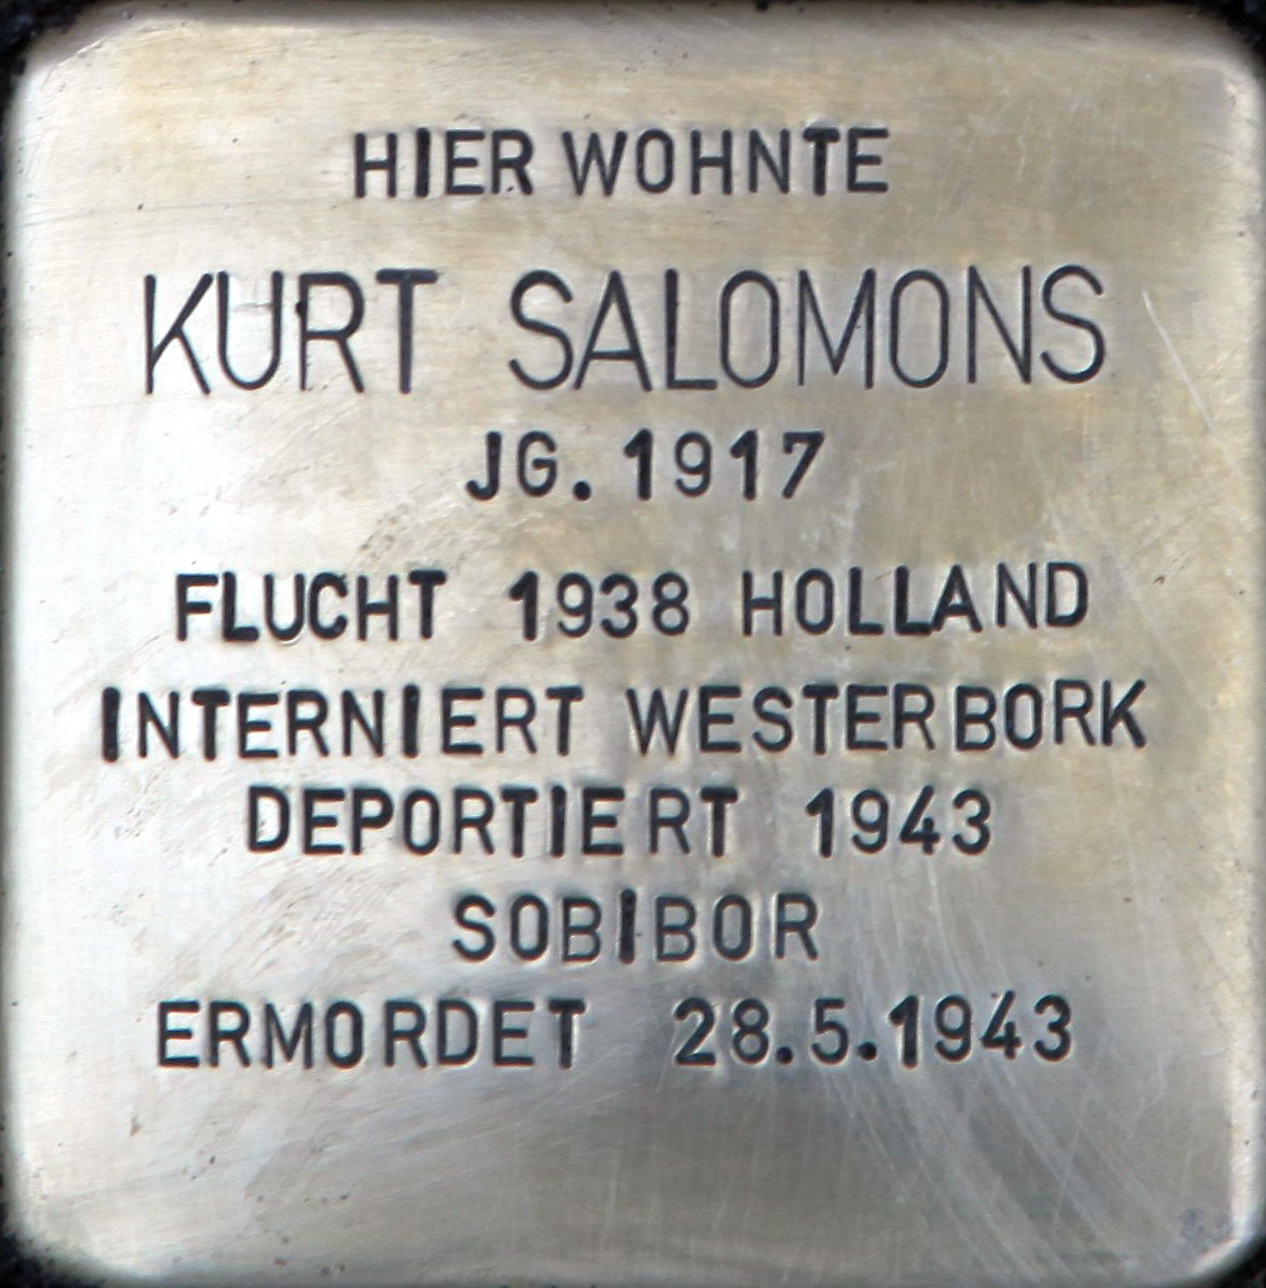 HIER WOHNTE
KURT SALOMONS
JG. 1917
FLUCHT 1938 HOLLAND
INTERNIERT WESTERBORK
DEPORTIERT 1943
SOBIBOR
ERMORDET 28.5.1943